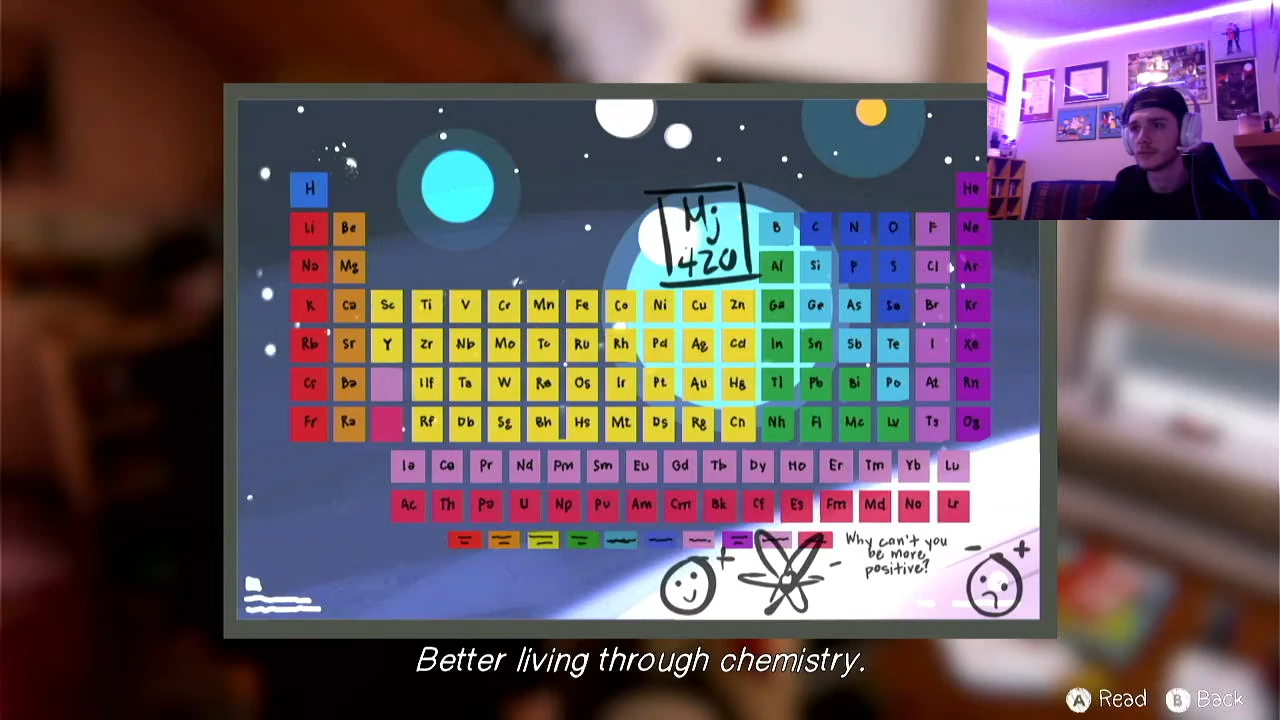 Mj
420
H He
Li Be B C N O F Ne
Na Mg Al Si P S Cl Ar
K Ca Sc Ti V Cr Mn Fe Co Ni Cu Zn Ga Ge As Se Br Kr
Rb Sr Y Zr Nb Mo Tc Ru Rh Pd Ag Cd In Sn Sb Te I Xe
Cs Ba Hf Ta W Re Os Ir Pt Au Hg Tl Pb Bi Po At Rn
Fr Ra Rf Db Sg Bh Hs Mt Ds Rg Cn Nh Fl Mc Lv Ts Og
la Ce Pr Nd Pm Sm Eu Gd Tb Dy Ho Er Tm Yb Lu
Ac Th Pa U Np Pu Am Cm Bk Cf Es Fm Md No Lr
Why can't you
be more
positive?
+ - - +
Better living through chemistry.
A Read B Back